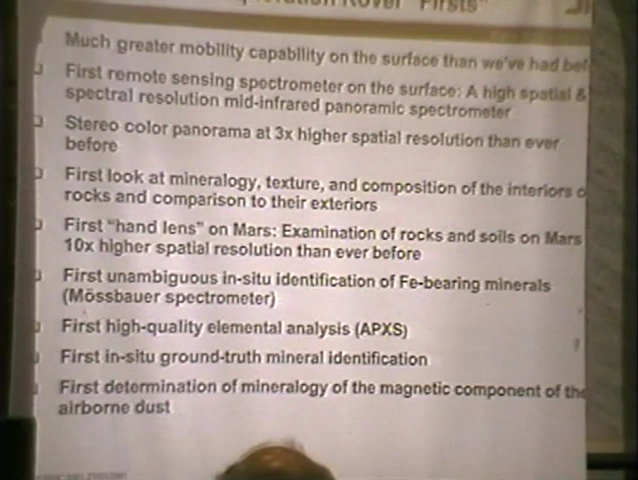 Rover "Firsts"
Much greater mobility capability on the surface than we've had bef
First remote sensing spectrometer on the surface: A high spatial &
spectral resolution mid-infrared panoramic spectrometer
Stereo color panorama at 3x higher spatial resolution than ever
before
First look at mineralogy, texture, and composition of the interiors o
rocks and comparison to their exteriors
First "hand lens" on Mars: Examination of rocks and soils on Mars
10x higher spatial resolution than ever before
First unambiguous in-situ identification of Fe-bearing minerals
(Mössbauer spectrometer)
First high-quality elemental analysis (APXS)
First in-situ ground-truth mineral identification
First determination of mineralogy of the magnetic component of the
airborne dust